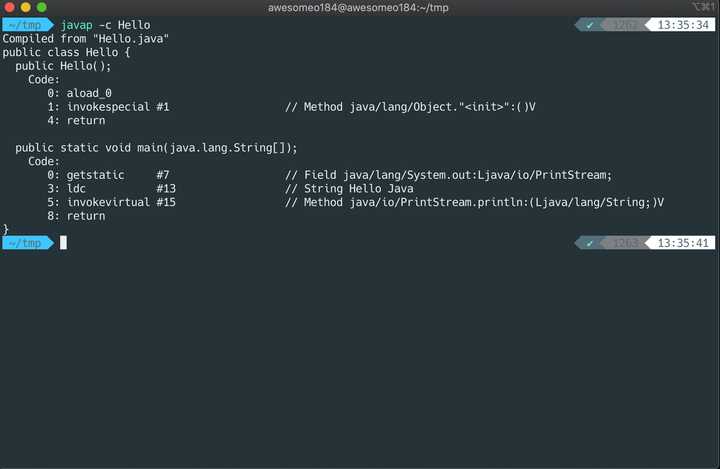 awesomeo184@awesomeo184:~/tmp ⌥⌘1
~/tmp javap -c Hello ✔ 1262 13:35:34
Compiled from "Hello.java"
public class Hello {
  public Hello();
    Code:
       0: aload_0
       1: invokespecial #1                  // Method java/lang/Object."<init>":()V
       4: return

  public static void main(java.lang.String[]);
    Code:
       0: getstatic     #7                  // Field java/lang/System.out:Ljava/io/PrintStream;
       3: ldc           #13                 // String Hello Java
       5: invokevirtual #15                 // Method java/io/PrintStream.println:(Ljava/lang/String;)V
       8: return
}
~/tmp ✔ 1263 13:35:41